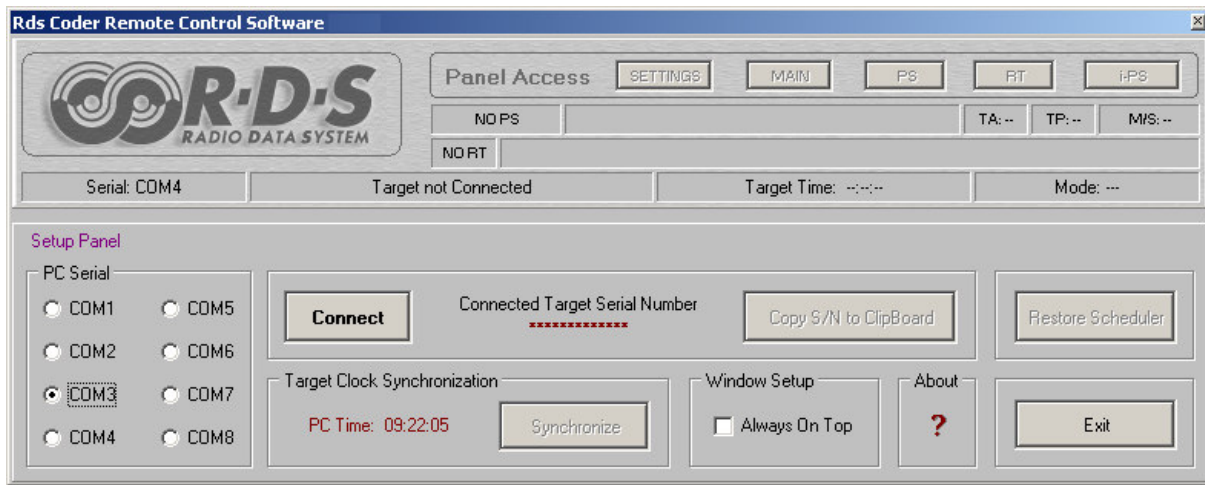 Rds Coder Remote Control Software
R·D·S
RADIO DATA SYSTEM
Panel Access SETTINGS MAIN PS RT i-PS
NO PS TA: -- TP: -- M/S: --
NO RT
Serial: COM4 Target not Connected Target Time: --:--:-- Mode: ---
Setup Panel
PC Serial
COM1 COM5
COM2 COM6
COM3 COM7
COM4 COM8
Connect Connected Target Serial Number Copy S/N to ClipBoard Restore Scheduler
*************
Target Clock Synchronization Window Setup About
PC Time: 09:22:05 Synchronize Always On Top ? Exit